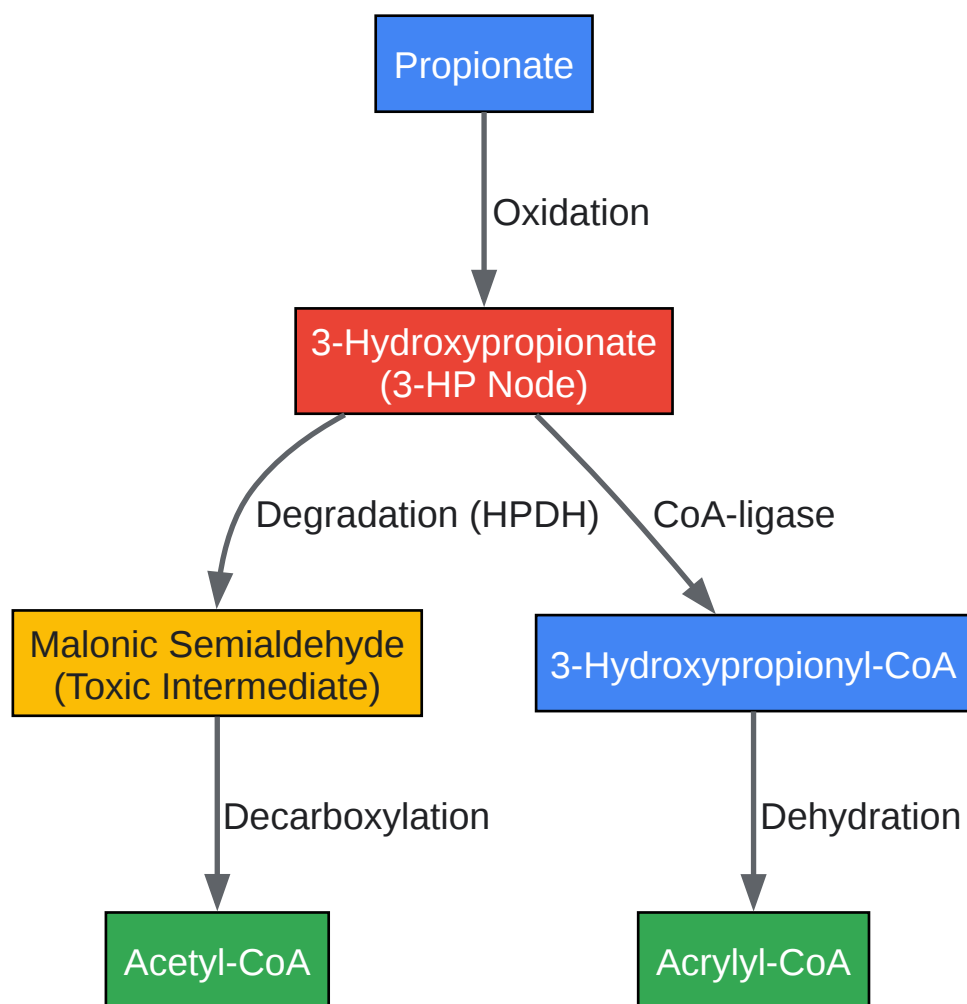 Propionate
Oxidation
3-Hydroxypropionate
(3-HP Node)
Degradation (HPDH)
CoA-ligase
Malonic Semialdehyde
(Toxic Intermediate)
3-Hydroxypropionyl-CoA
Decarboxylation
Dehydration
Acetyl-CoA
Acrylyl-CoA